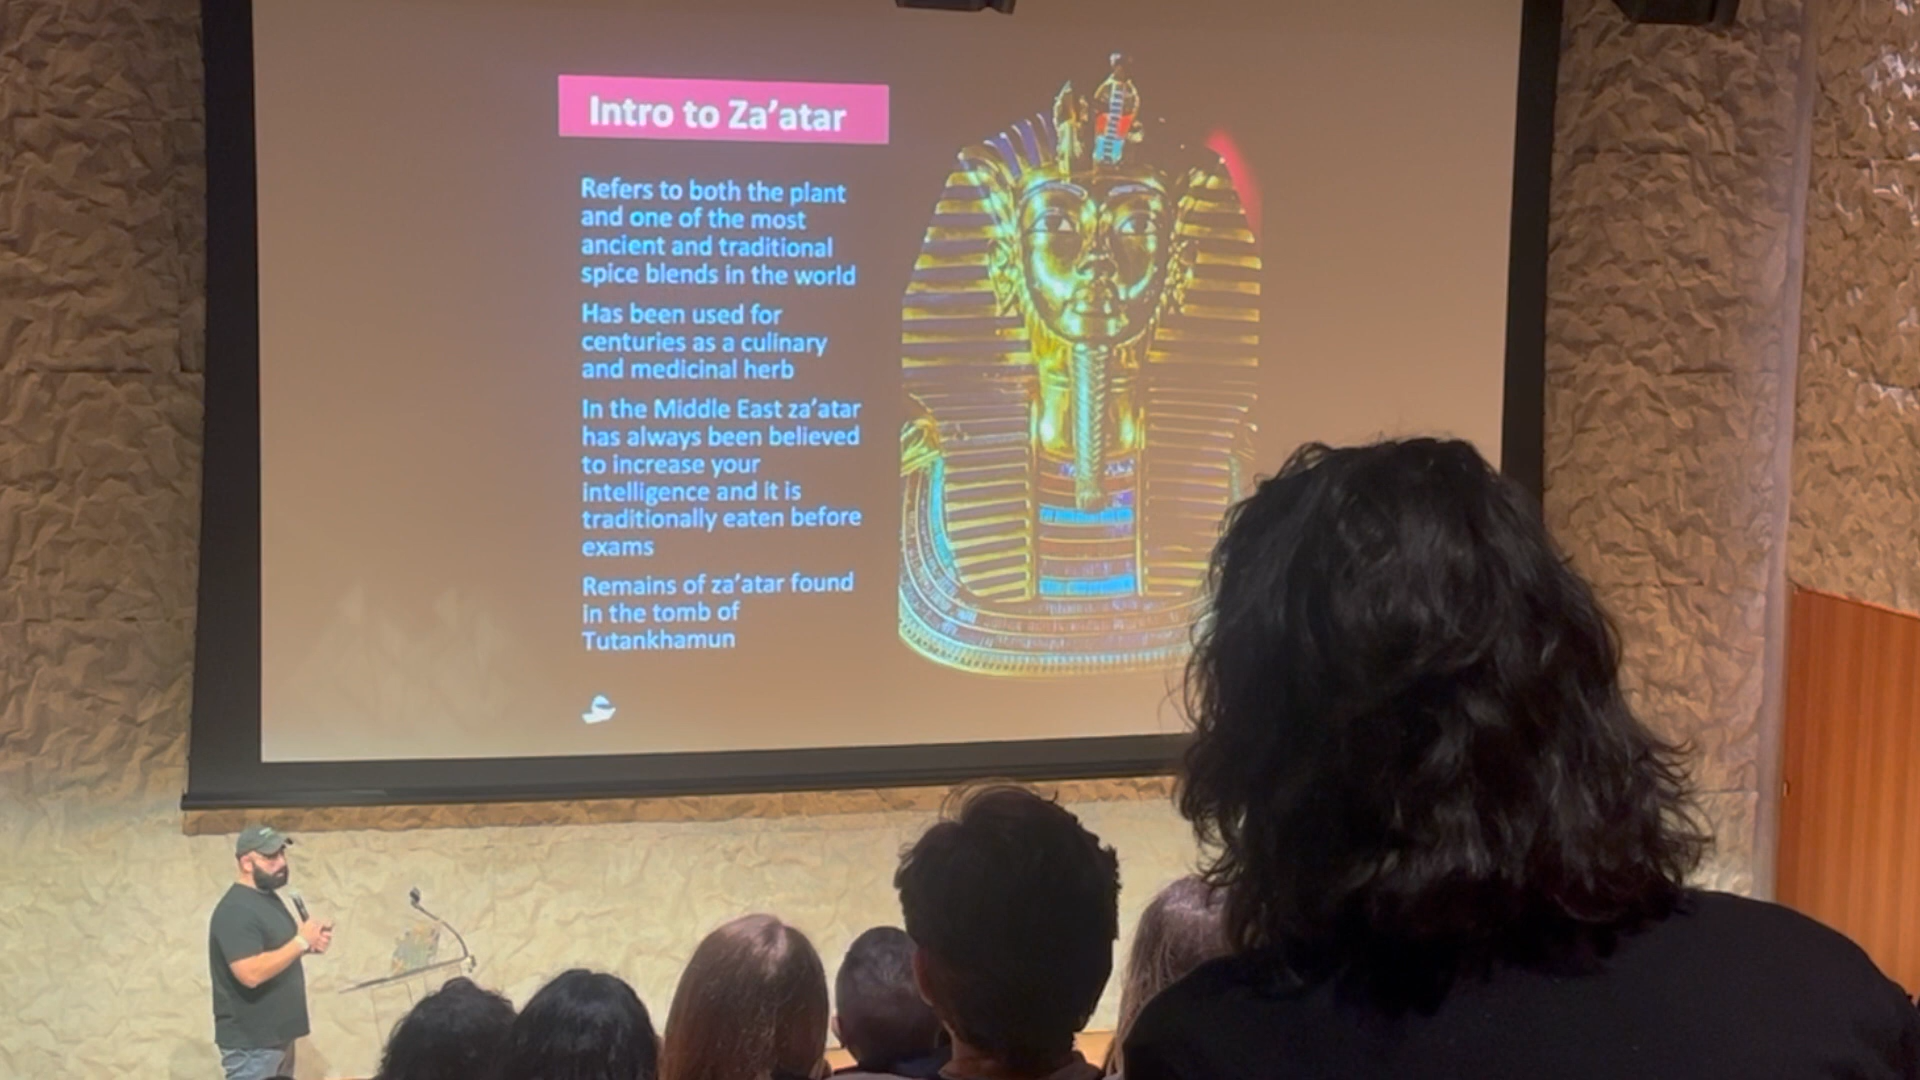 Intro to Za’atar
Refers to both the plant
and one of the most
ancient and traditional
spice blends in the world
Has been used for
centuries as a culinary
and medicinal herb
In the Middle East za’atar
has always been believed
to increase your
intelligence and it is
traditionally eaten before
exams
Remains of za’atar found
in the tomb of
Tutankhamun